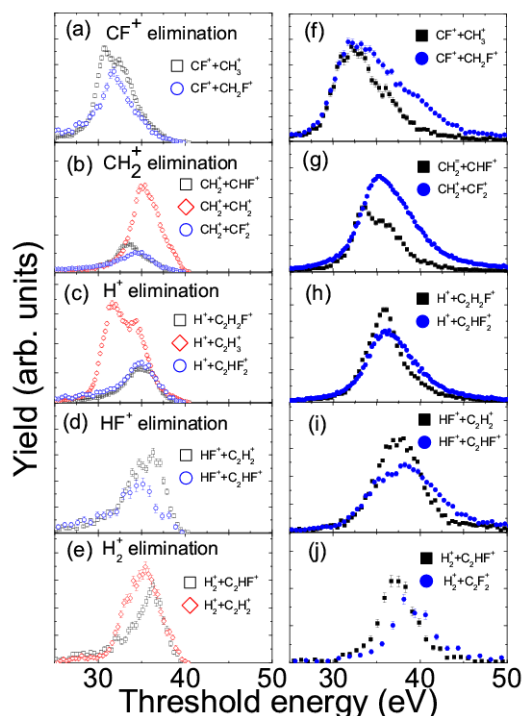 (a) CF⁺ elimination
CF⁺+CH₃⁺
CF⁺+CH₂F⁺
(b) CH₂⁺ elimination
CH₂⁺+CHF⁺
CH₂⁺+CH₂⁺
CH₂⁺+CF₂⁺
(c) H⁺ elimination
H⁺+C₂H₂F⁺
H⁺+C₂H₃⁺
H⁺+C₂HF₂⁺
(d) HF⁺ elimination
HF⁺+C₂H₂⁺
HF⁺+C₂HF⁺
(e) H₂⁺ elimination
H₂⁺+C₂HF⁺
H₂⁺+C₂H₂⁺
30 40 50
(f)
CF⁺+CH₃⁺
CF⁺+CH₂F⁺
(g)
CH₂⁺+CHF⁺
CH₂⁺+CF₂⁺
(h)
H⁺+C₂H₂F⁺
H⁺+C₂HF₂⁺
(i)
HF⁺+C₂H₂⁺
HF⁺+C₂HF⁺
(j)
H₂⁺+C₂HF⁺
H₂⁺+C₂F₂⁺
30 40 50
Yield (arb. units)
Threshold energy (eV)